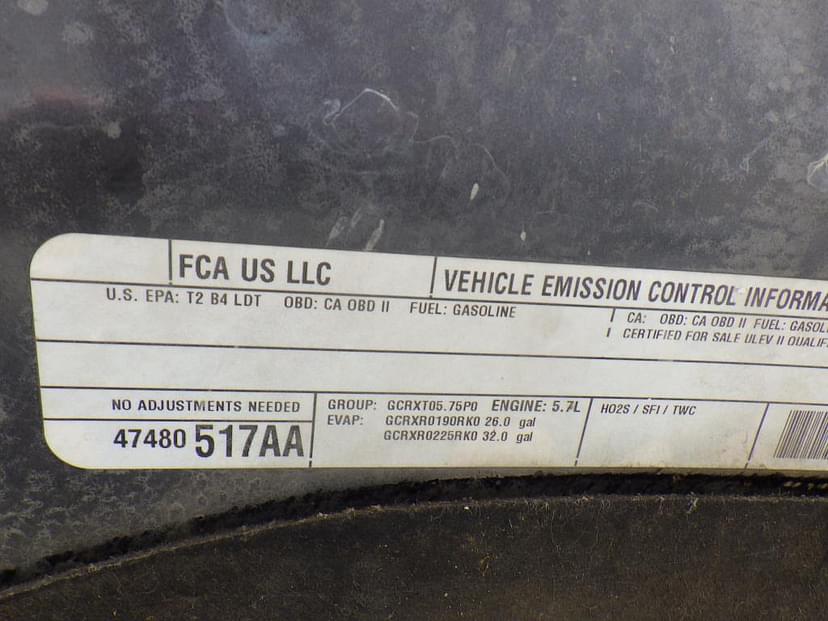 FCA US LLC
VEHICLE EMISSION CONTROL
U.S. EPA: T2 B4 LDT OBD: CA OBD II FUEL: GASOLINE
CA: OBD: CA OBD II FUEL:
CERTIFIED FOR SALE ULEV II
NO ADJUSTMENTS NEEDED
47480 517AA
GROUP: GCRXT05.75P0 ENGINE: 5.7L
EVAP: GCRXR0190RK0 26.0 gal
GCRXR0225RK0 32.0 gal
HO2S / SFI / TWC